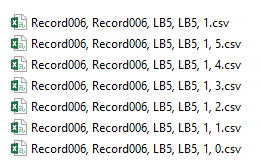 Record006, Record006, LB5, LB5, 1.csv
Record006, Record006, LB5, LB5, 1, 5.csv
Record006, Record006, LB5, LB5, 1, 4.csv
Record006, Record006, LB5, LB5, 1, 3.csv
Record006, Record006, LB5, LB5, 1, 2.csv
Record006, Record006, LB5, LB5, 1, 1.csv
Record006, Record006, LB5, LB5, 1, 0.csv